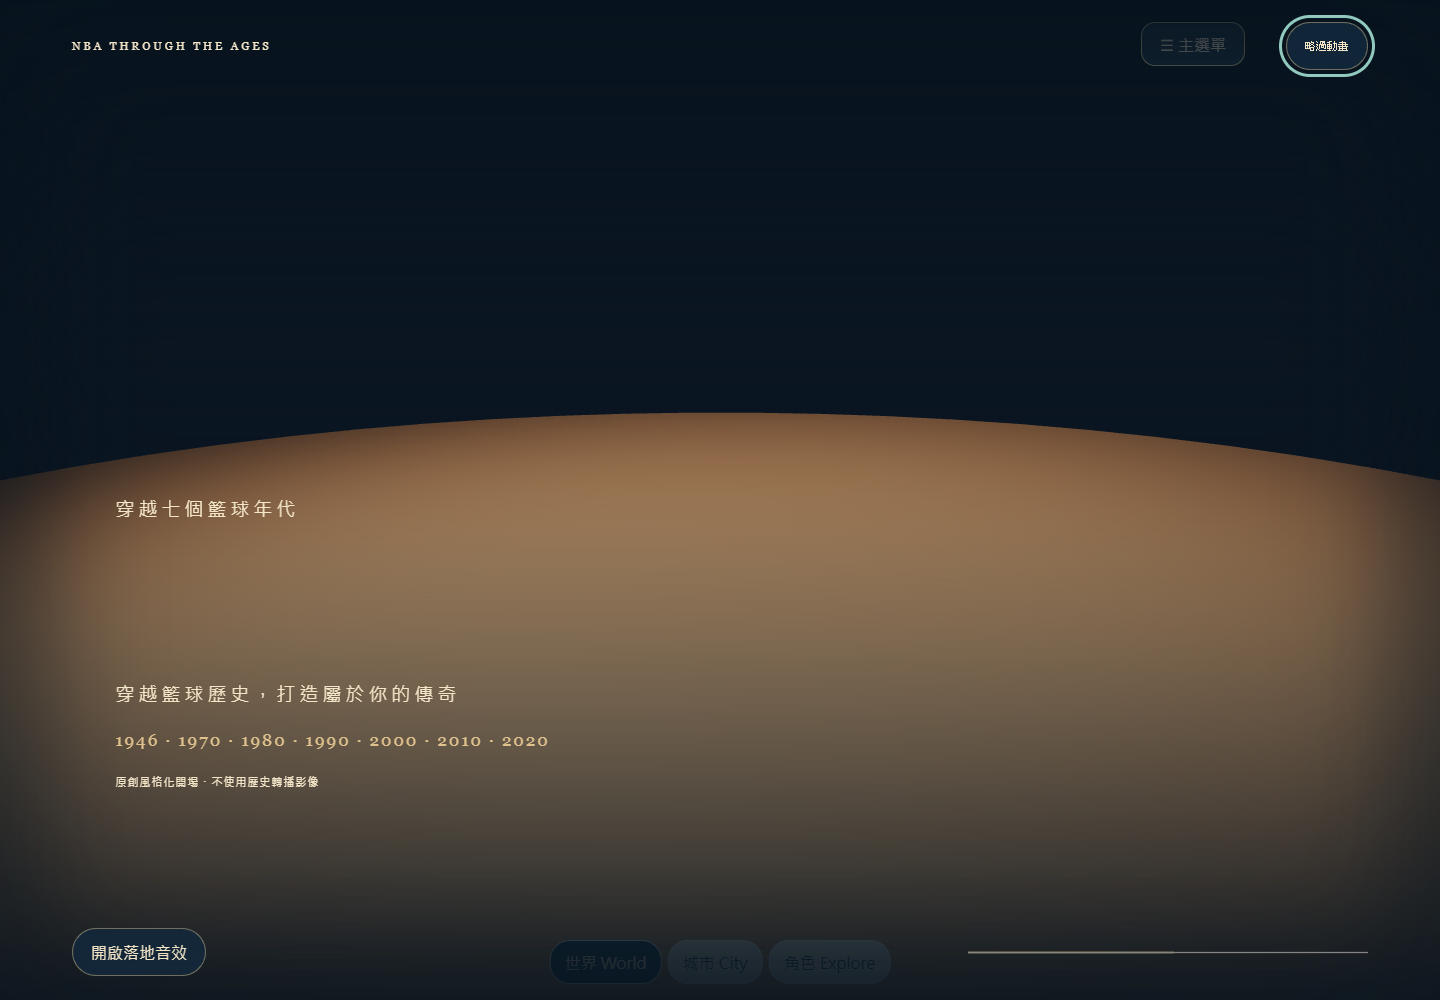 NBA THROUGH THE AGES
☰ 主選單
略過動畫
穿越七個籃球年代
穿越籃球歷史，打造屬於你的傳奇
1946 · 1970 · 1980 · 1990 · 2000 · 2010 · 2020
原創風格化開場 · 不使用歷史轉播影像
開啟落地音效
世界 World
城市 City
角色 Explore